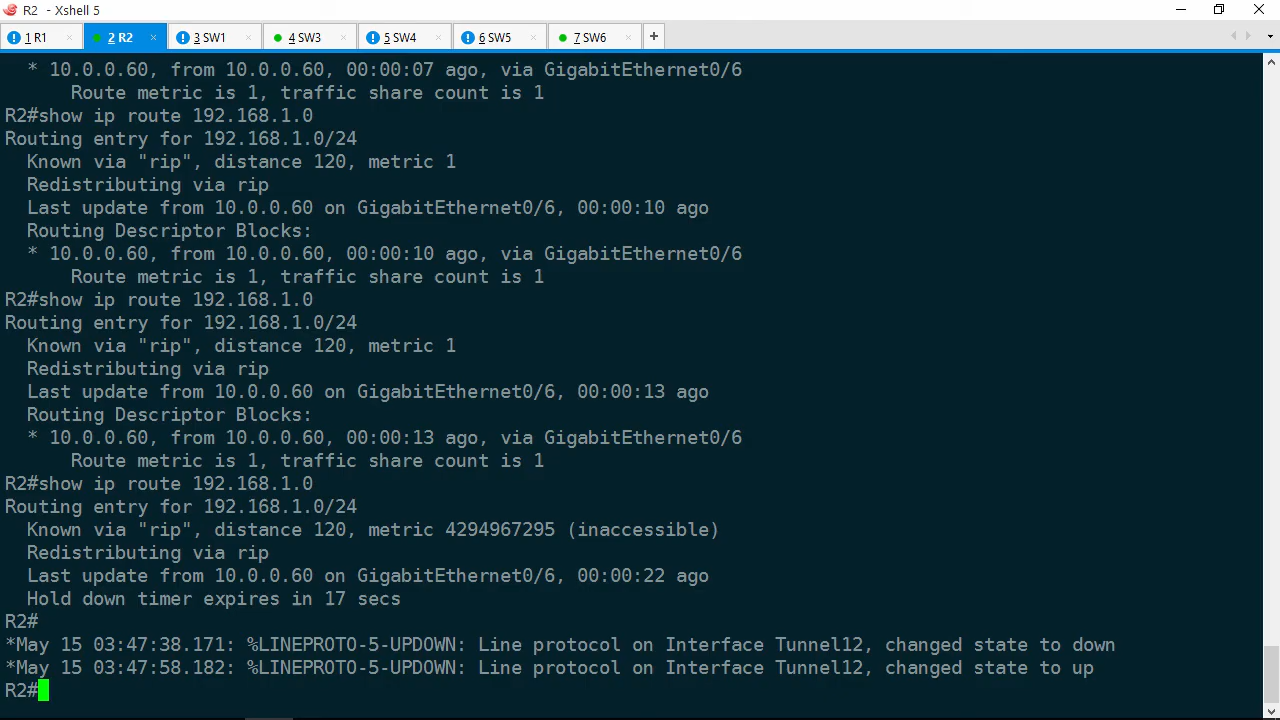 R2 - Xshell 5
1 R1 × 2 R2 × 3 SW1 × 4 SW3 × 5 SW4 × 6 SW5 × 7 SW6 × +
* 10.0.0.60, from 10.0.0.60, 00:00:07 ago, via GigabitEthernet0/6
Route metric is 1, traffic share count is 1
R2#show ip route 192.168.1.0
Routing entry for 192.168.1.0/24
Known via "rip", distance 120, metric 1
Redistributing via rip
Last update from 10.0.0.60 on GigabitEthernet0/6, 00:00:10 ago
Routing Descriptor Blocks:
* 10.0.0.60, from 10.0.0.60, 00:00:10 ago, via GigabitEthernet0/6
Route metric is 1, traffic share count is 1
R2#show ip route 192.168.1.0
Routing entry for 192.168.1.0/24
Known via "rip", distance 120, metric 1
Redistributing via rip
Last update from 10.0.0.60 on GigabitEthernet0/6, 00:00:13 ago
Routing Descriptor Blocks:
* 10.0.0.60, from 10.0.0.60, 00:00:13 ago, via GigabitEthernet0/6
Route metric is 1, traffic share count is 1
R2#show ip route 192.168.1.0
Routing entry for 192.168.1.0/24
Known via "rip", distance 120, metric 4294967295 (inaccessible)
Redistributing via rip
Last update from 10.0.0.60 on GigabitEthernet0/6, 00:00:22 ago
Hold down timer expires in 17 secs
R2#
*May 15 03:47:38.171: %LINEPROTO-5-UPDOWN: Line protocol on Interface Tunnel12, changed state to down
*May 15 03:47:58.182: %LINEPROTO-5-UPDOWN: Line protocol on Interface Tunnel12, changed state to up
R2#